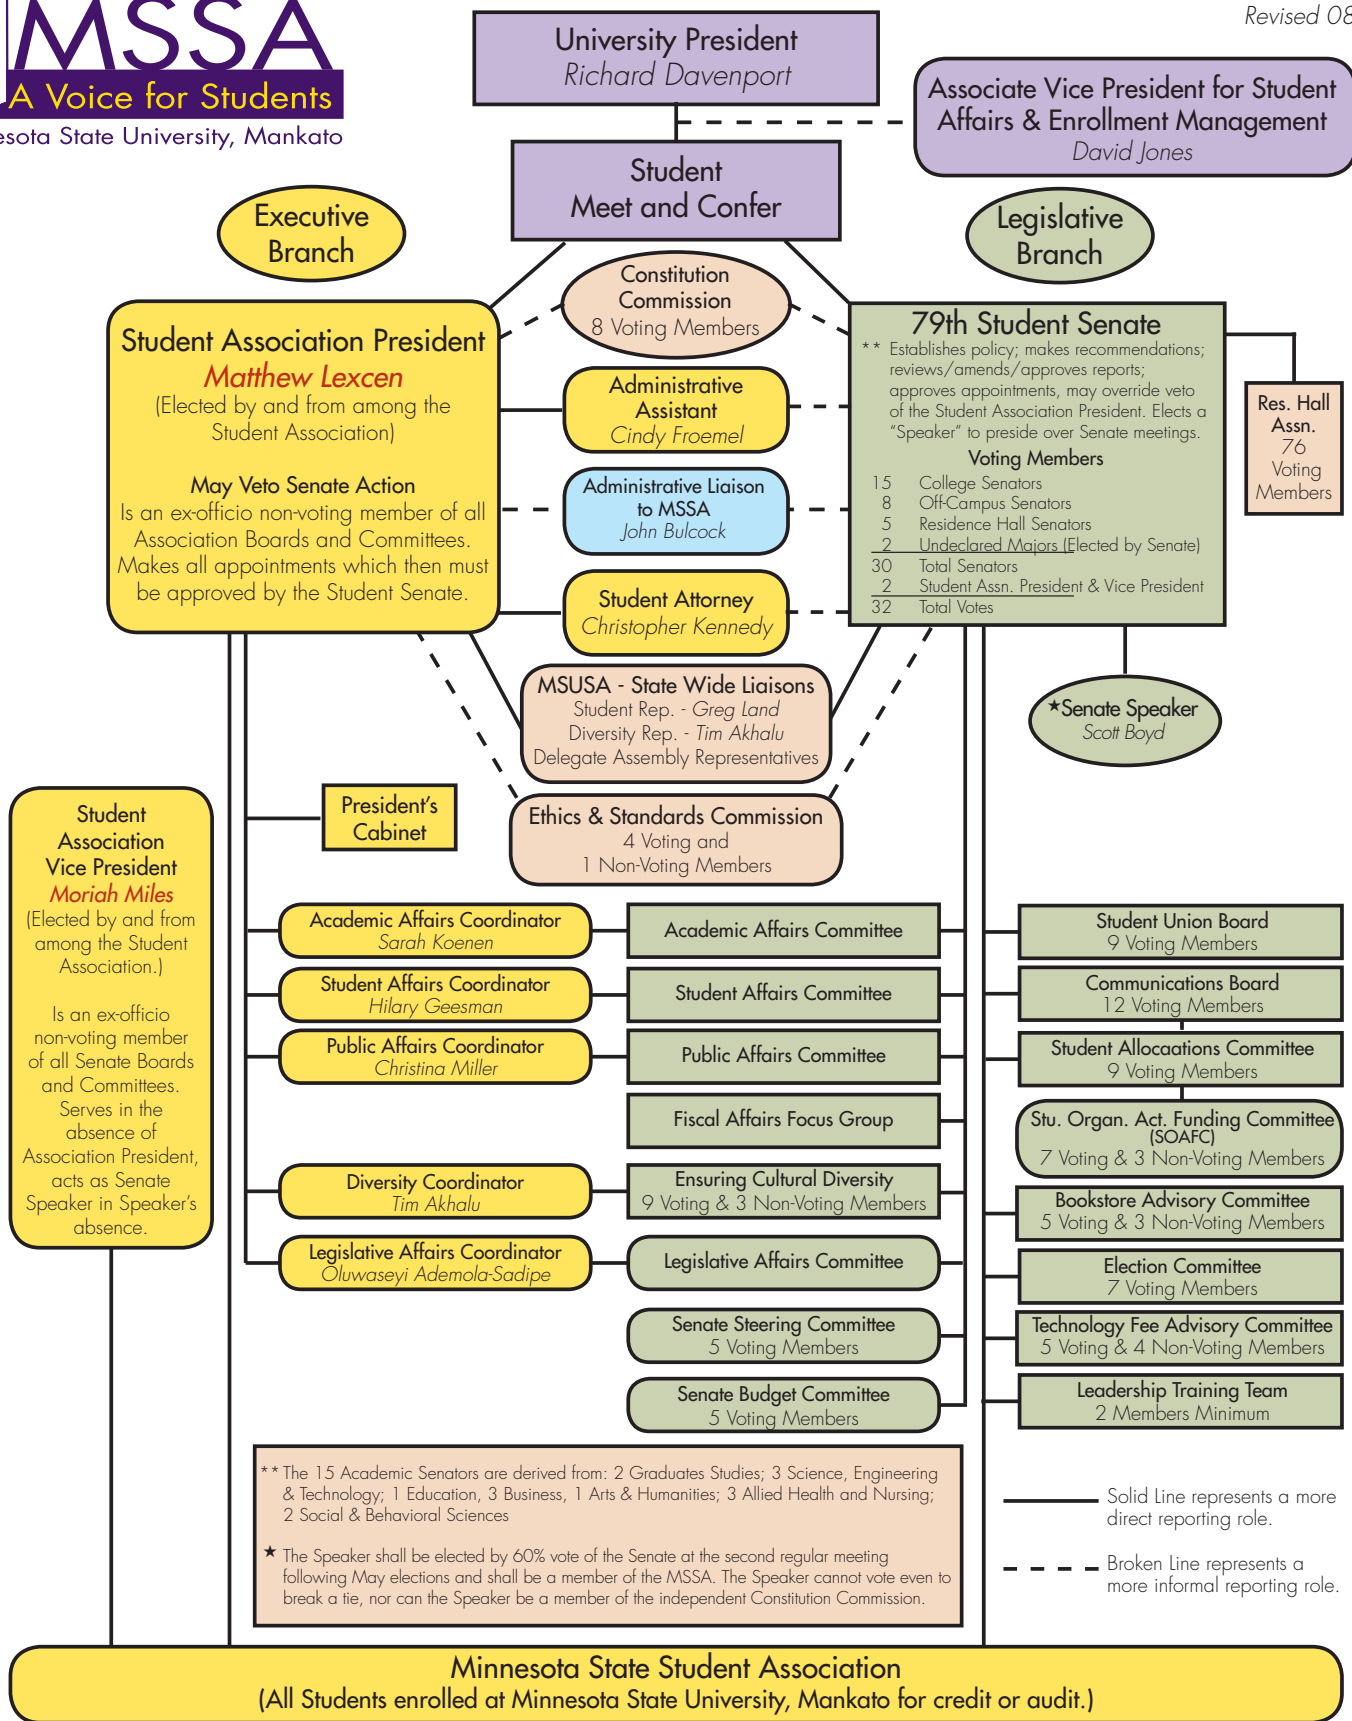 MSSA
A Voice for Students
esota State University, Mankato
Revised 08
University President
Richard Davenport
Associate Vice President for Student
Affairs & Enrollment Management
David Jones
Student
Meet and Confer
Executive
Branch
Legislative
Branch
Constitution
Commission
8 Voting Members
Student Association President
Matthew Lexcen
(Elected by and from among the
Student Association)
May Veto Senate Action
Is an ex-officio non-voting member of all
Association Boards and Committees.
Makes all appointments which then must
be approved by the Student Senate.
Administrative
Assistant
Cindy Froemel
Administrative Liaison
to MSSA
John Bulcock
Student Attorney
Christopher Kennedy
79th Student Senate
** Establishes policy; makes recommendations;
reviews/amends/approves reports;
approves appointments, may override veto
of the Student Association President. Elects a
“Speaker” to preside over Senate meetings.
Voting Members
15 College Senators
8 Off-Campus Senators
5 Residence Hall Senators
2 Undeclared Majors (Elected by Senate)
30 Total Senators
2 Student Assn. President & Vice President
32 Total Votes
Res. Hall
Assn.
76
Voting
Members
MSUSA - State Wide Liaisons
Student Rep. - Greg Land
Diversity Rep. - Tim Akhalu
Delegate Assembly Representatives
★Senate Speaker
Scott Boyd
Student
Association
Vice President
Moriah Miles
(Elected by and from
among the Student
Association.)
Is an ex-officio
non-voting member
of all Senate Boards
and Committees.
Serves in the
absence of
Association President,
acts as Senate
Speaker in Speaker’s
absence.
President’s
Cabinet
Ethics & Standards Commission
4 Voting and
1 Non-Voting Members
Academic Affairs Coordinator
Sarah Koenen
Student Affairs Coordinator
Hilary Geesman
Public Affairs Coordinator
Christina Miller
Diversity Coordinator
Tim Akhalu
Legislative Affairs Coordinator
Oluwaseyi Ademola-Sadipe
Academic Affairs Committee
Student Affairs Committee
Public Affairs Committee
Fiscal Affairs Focus Group
Ensuring Cultural Diversity
9 Voting & 3 Non-Voting Members
Legislative Affairs Committee
Senate Steering Committee
5 Voting Members
Senate Budget Committee
5 Voting Members
Student Union Board
9 Voting Members
Communications Board
12 Voting Members
Student Allocaations Committee
9 Voting Members
Stu. Organ. Act. Funding Committee
(SOAFC)
7 Voting & 3 Non-Voting Members
Bookstore Advisory Committee
5 Voting & 3 Non-Voting Members
Election Committee
7 Voting Members
Technology Fee Advisory Committee
5 Voting & 4 Non-Voting Members
Leadership Training Team
2 Members Minimum
** The 15 Academic Senators are derived from: 2 Graduates Studies; 3 Science, Engineering
& Technology; 1 Education, 3 Business, 1 Arts & Humanities; 3 Allied Health and Nursing;
2 Social & Behavioral Sciences
★ The Speaker shall be elected by 60% vote of the Senate at the second regular meeting
following May elections and shall be a member of the MSSA. The Speaker cannot vote even to
break a tie, nor can the Speaker be a member of the independent Constitution Commission.
Solid Line represents a more
direct reporting role.
Broken Line represents a
more informal reporting role.
Minnesota State Student Association
(All Students enrolled at Minnesota State University, Mankato for credit or audit.)